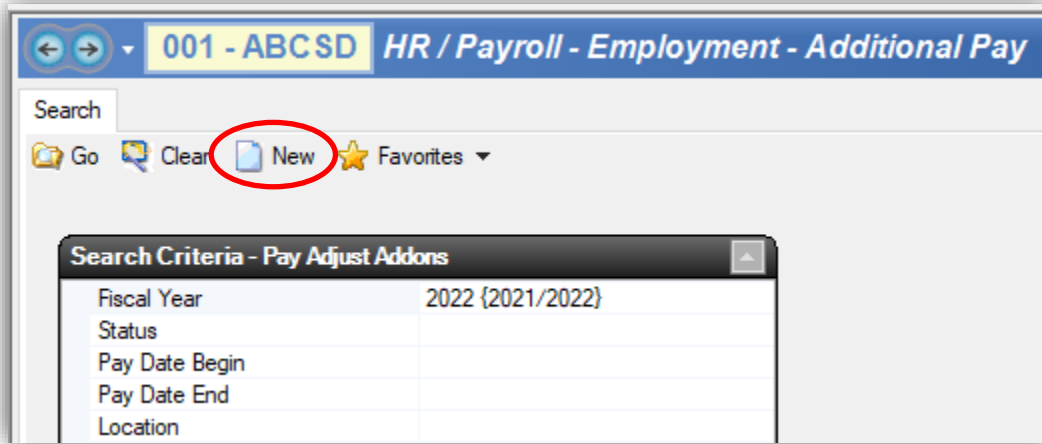 001 - ABCSD HR / Payroll - Employment - Additional Pay
Search
Go Clear New Favorites
Search Criteria - Pay Adjust Addons
Fiscal Year 2022 {2021/2022}
Status
Pay Date Begin
Pay Date End
Location